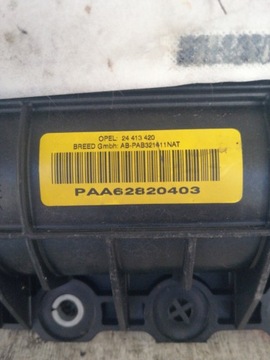 OPEL: 24 413 420
BREED Gmbh: AB-PAB321611NAT
PAA62820403